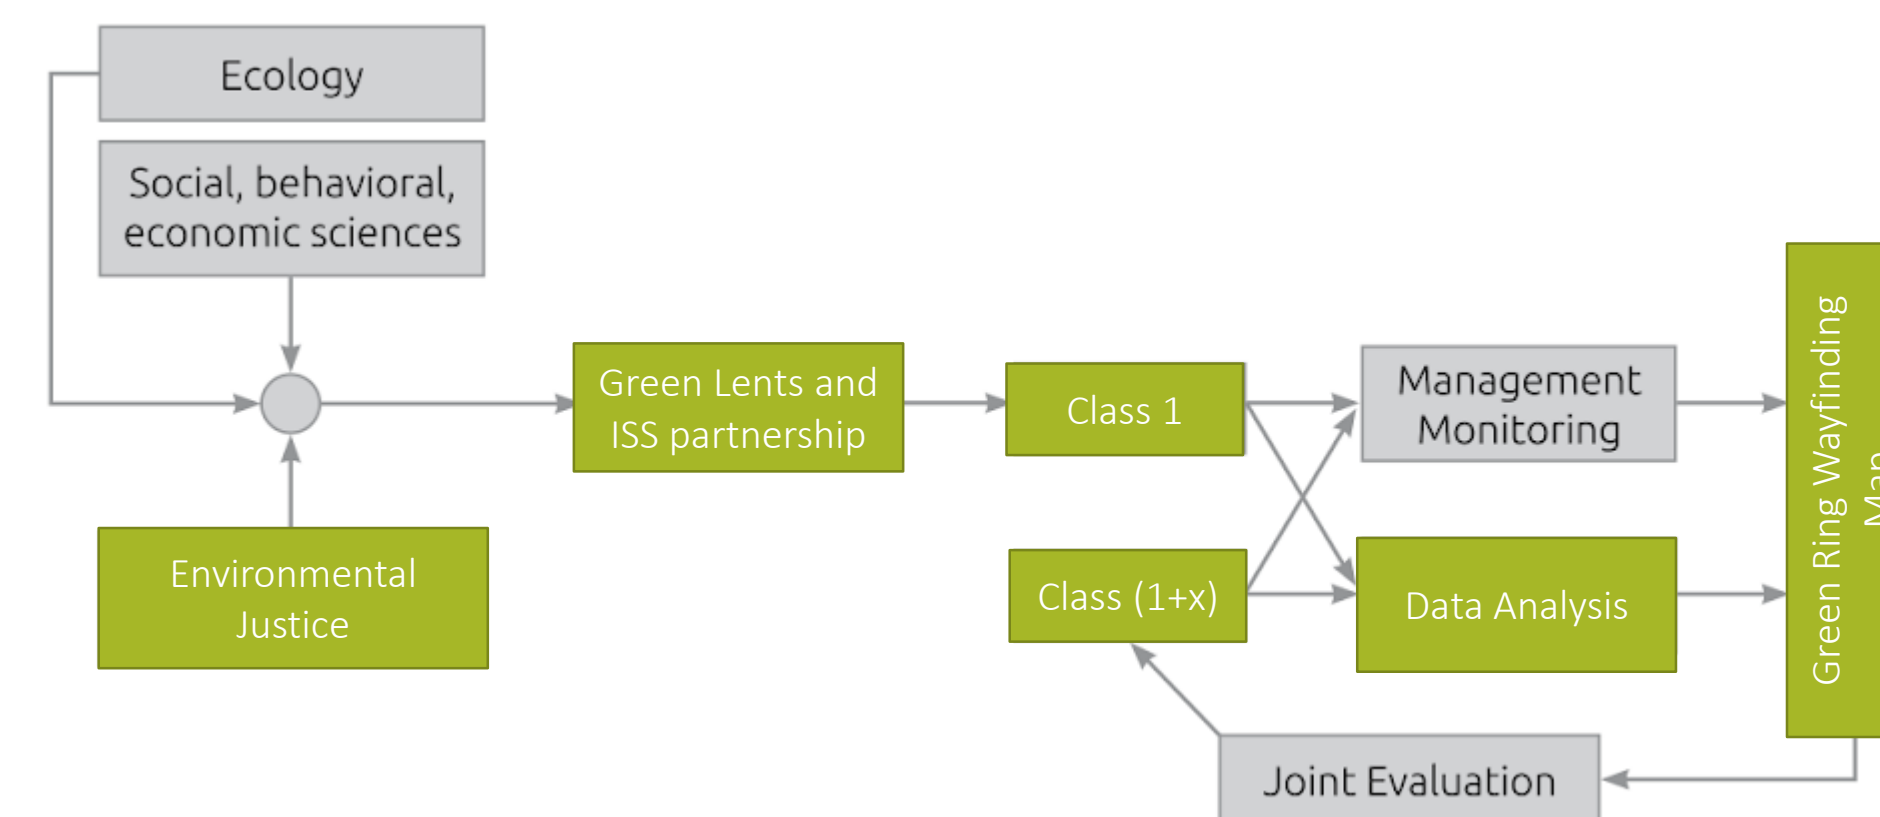 Ecology
Social, behavioral,
economic sciences
Environmental
Justice
Green Lents and
ISS partnership
Class 1
Class (1+x)
Management
Monitoring
Data Analysis
Green Ring Wayfinding
Map
Joint Evaluation